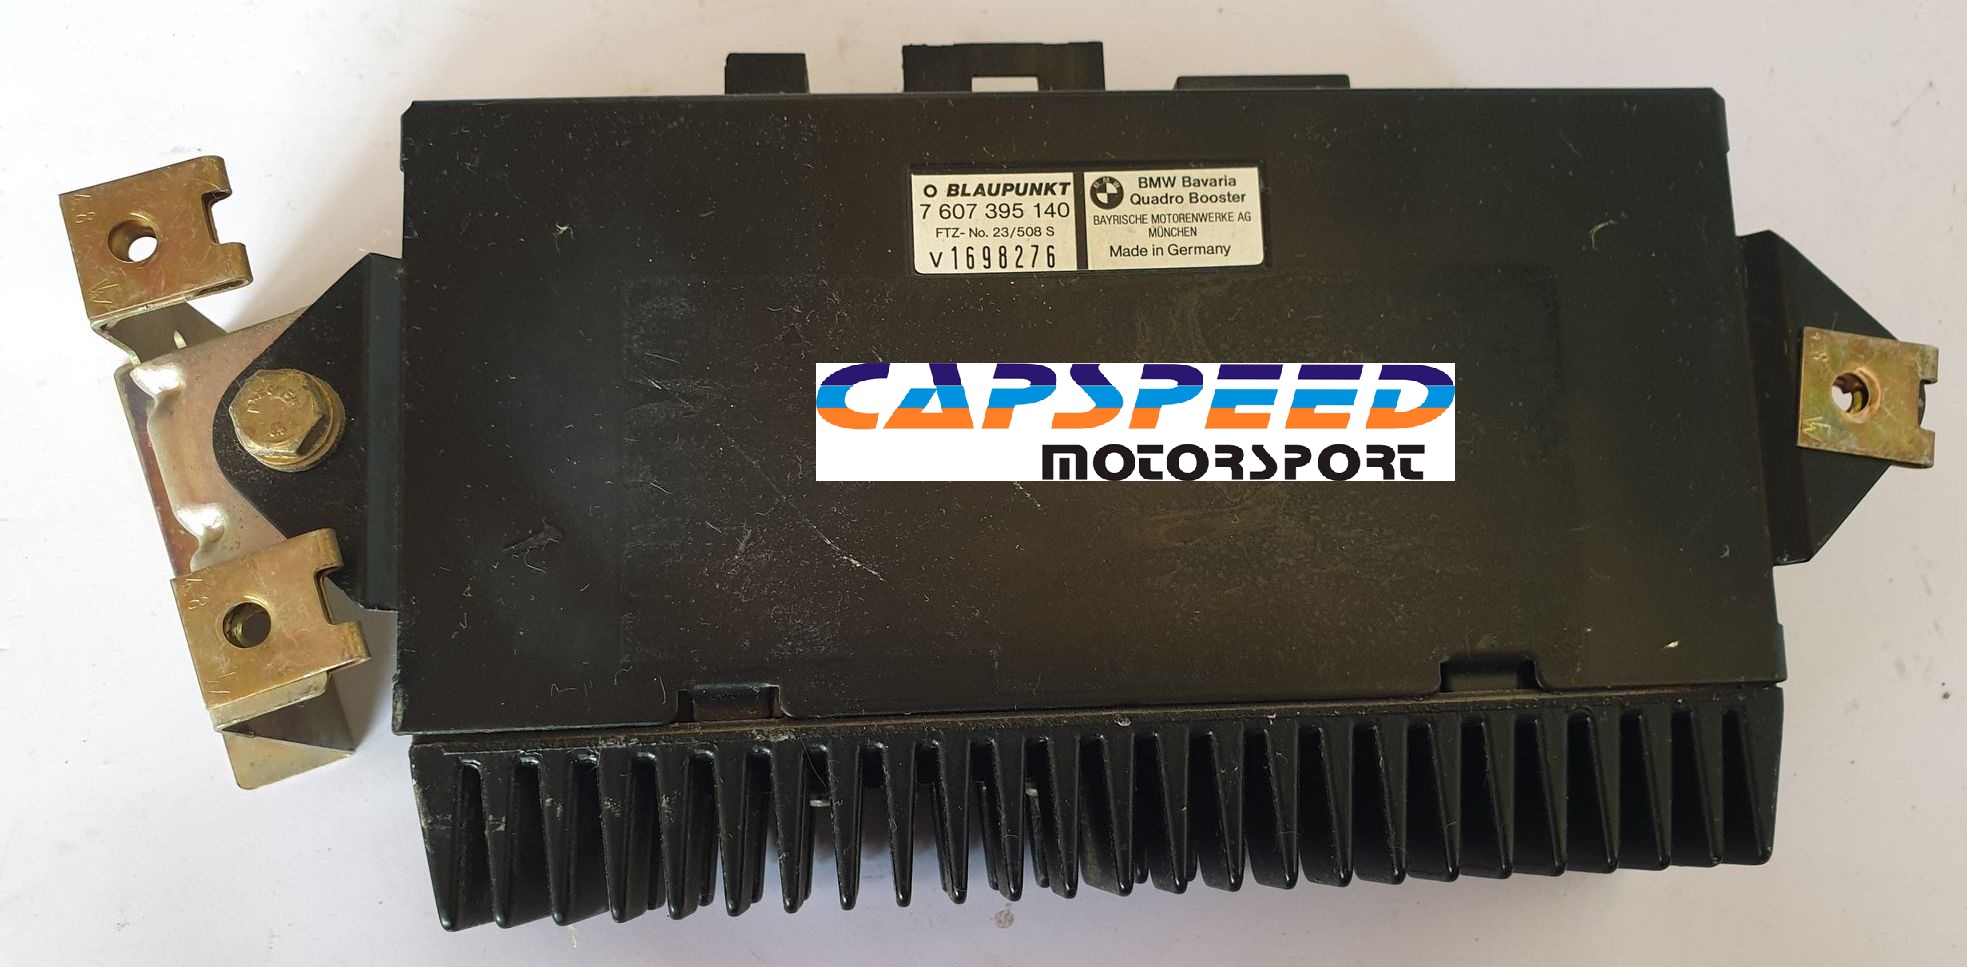 BLAUPUNKT
7 607 395 140
FTZ- No. 23/508 S
V 1698276
BMW Bavaria
Quadro Booster
BAYRISCHE MOTORENWERKE AG
MÜNCHEN
Made in Germany
CAPSPEED
MOTORSPORT